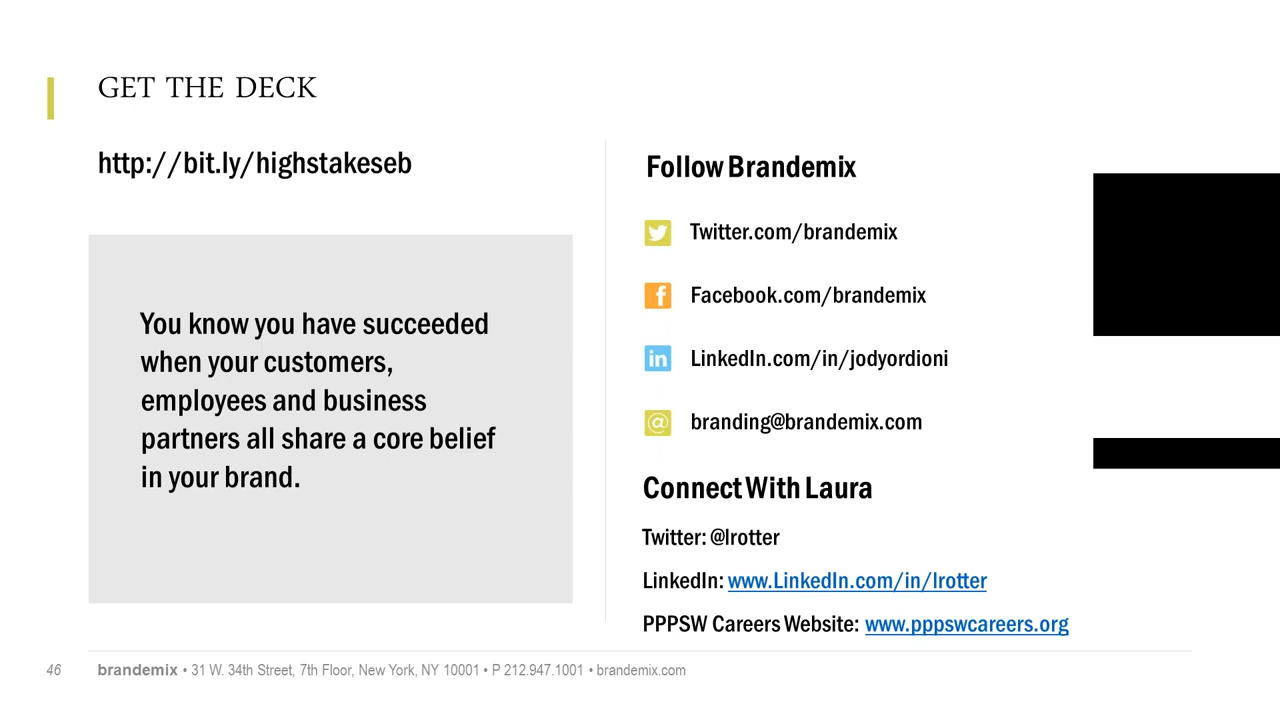 GET THE DECK
http://bit.ly/highstakeseb
You know you have succeeded
when your customers,
employees and business
partners all share a core belief
in your brand.
Follow Brandemix
Twitter.com/brandemix
Facebook.com/brandemix
LinkedIn.com/in/jodyordioni
branding@brandemix.com
Connect With Laura
Twitter: @lrotter
LinkedIn: www.LinkedIn.com/in/lrotter
PPPSW Careers Website: www.pppswcareers.org
46 brandemix • 31 W. 34th Street, 7th Floor, New York, NY 10001 • P 212.947.1001 • brandemix.com